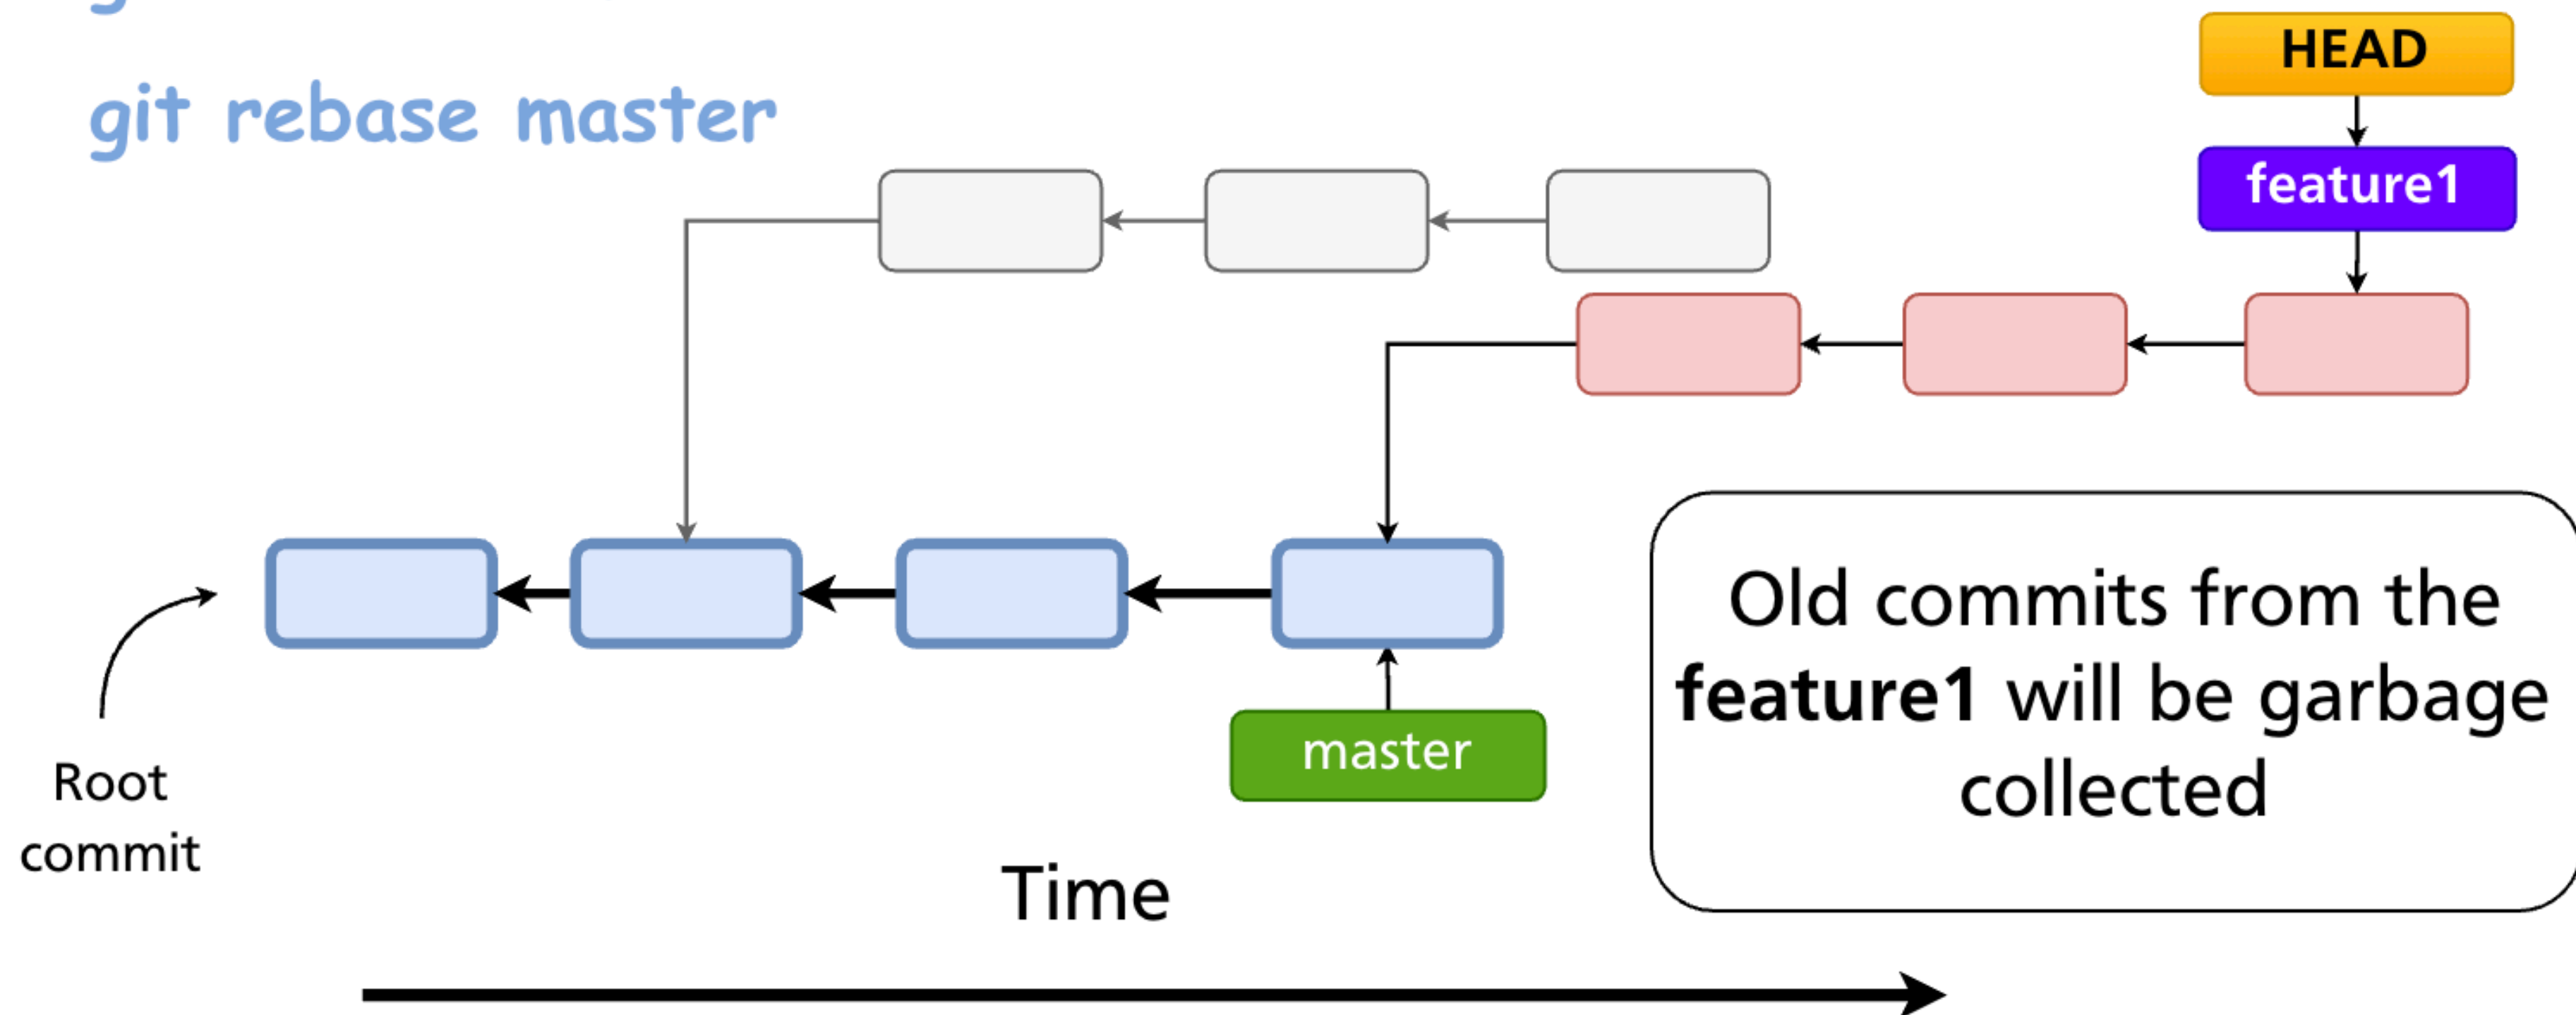 git rebase master
HEAD
feature1
Old commits from the
feature1 will be garbage
collected
master
Root
commit
Time